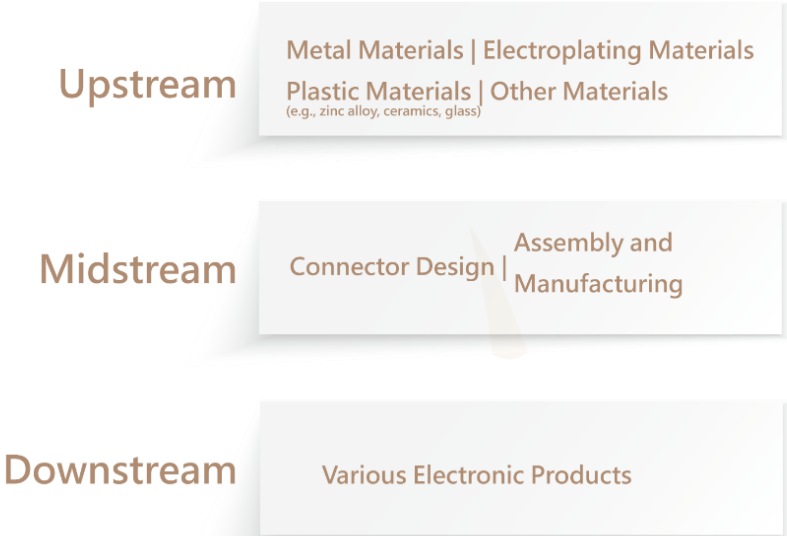 Upstream
Metal Materials | Electroplating Materials
Plastic Materials | Other Materials
(e.g., zinc alloy, ceramics, glass)
Midstream
Connector Design |
Assembly and
Manufacturing
Downstream
Various Electronic Products